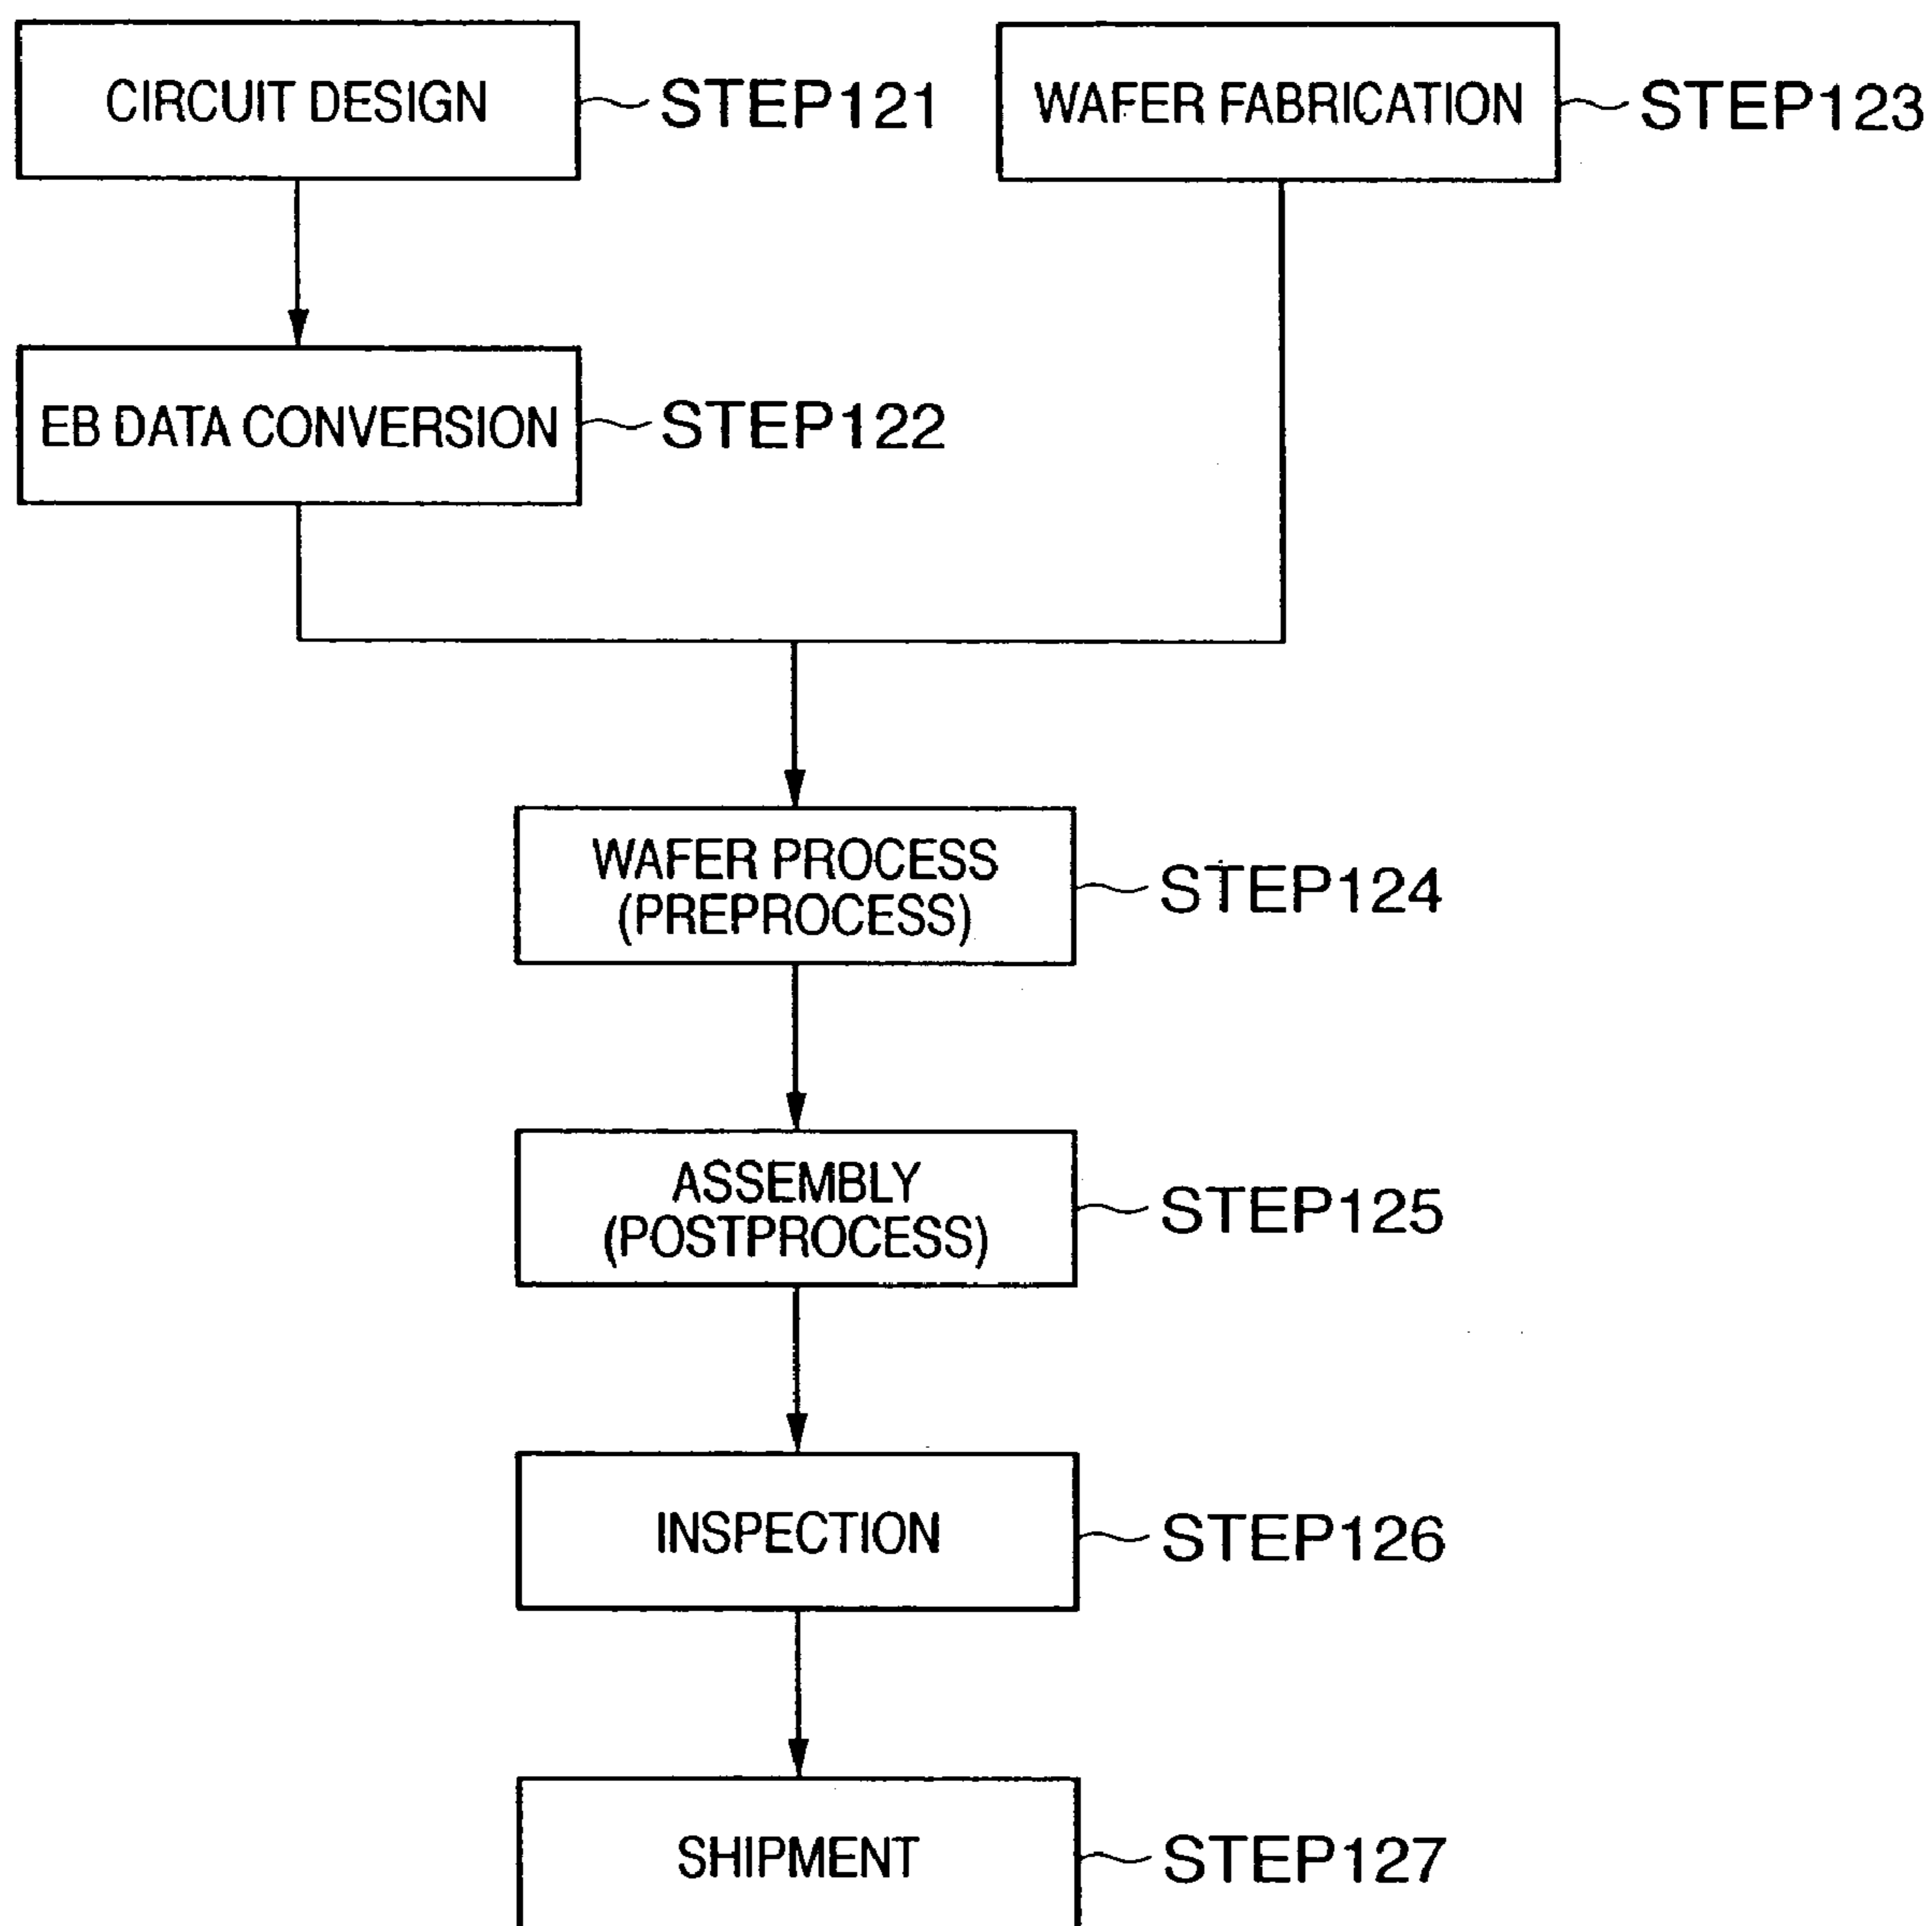 CIRCUIT DESIGN
STEP121
WAFER FABRICATION
STEP123
EB DATA CONVERSION
STEP122
WAFER PROCESS
(PREPROCESS)
STEP124
ASSEMBLY
(POSTPROCESS)
STEP125
INSPECTION
STEP126
SHIPMENT
STEP127